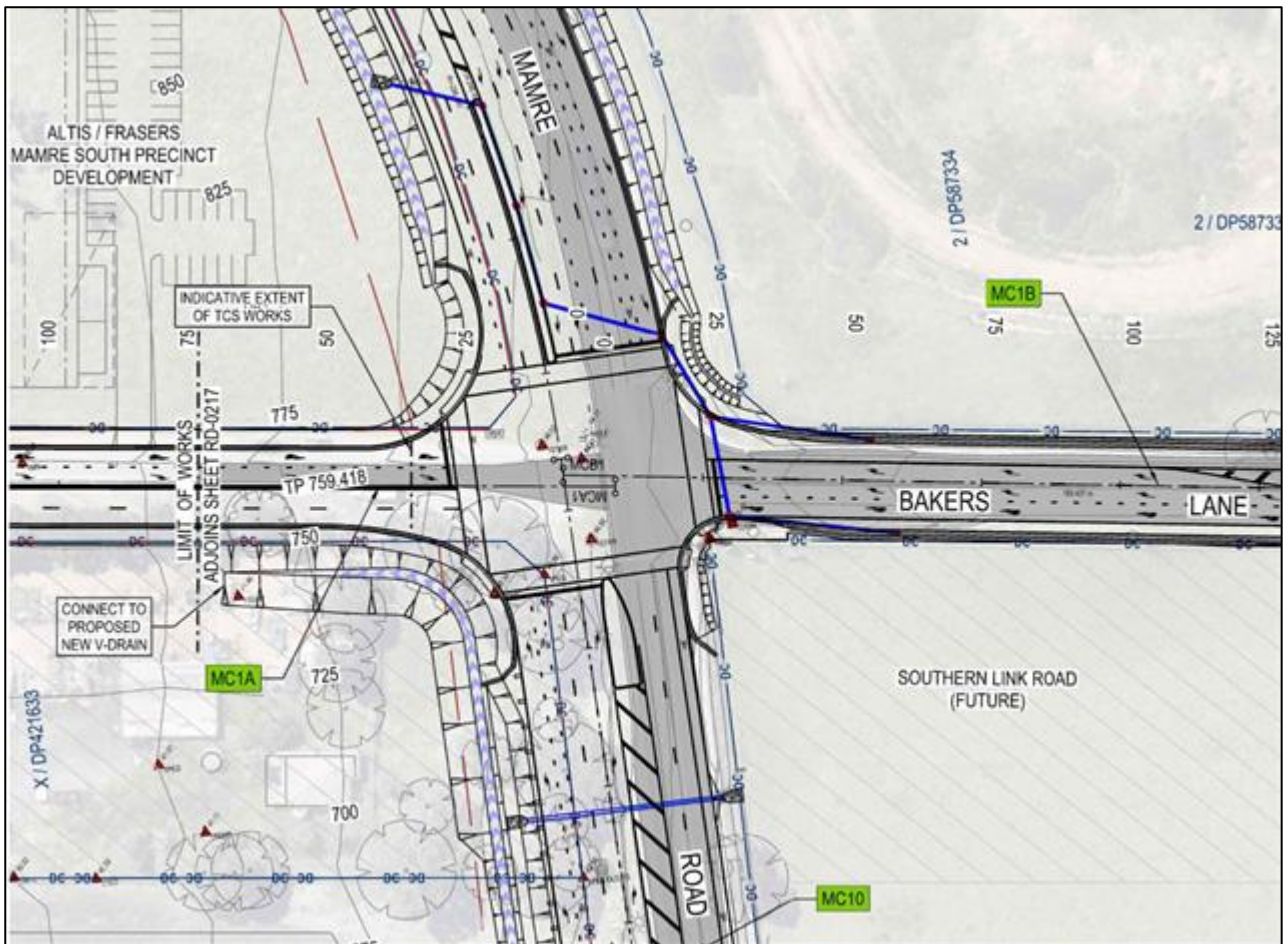 MAMRE
850
ALTIS / FRASERS
MAMRE SOUTH PRECINCT
DEVELOPMENT
825
2 / DP587334
2 / DP58733
INDICATIVE EXTENT
OF TCS WORKS
MC1B
100
75
50
25
0
0
25
50
75
100
125
775
LIMIT OF WORKS
ADJOINS SHEET RD-0217
TP 759.418
MCB1
MCA1
BAKERS
LANE
750
CONNECT TO
PROPOSED
NEW V-DRAIN
MC1A
725
SOUTHERN LINK ROAD
(FUTURE)
X / DP421633
700
ROAD
MC10